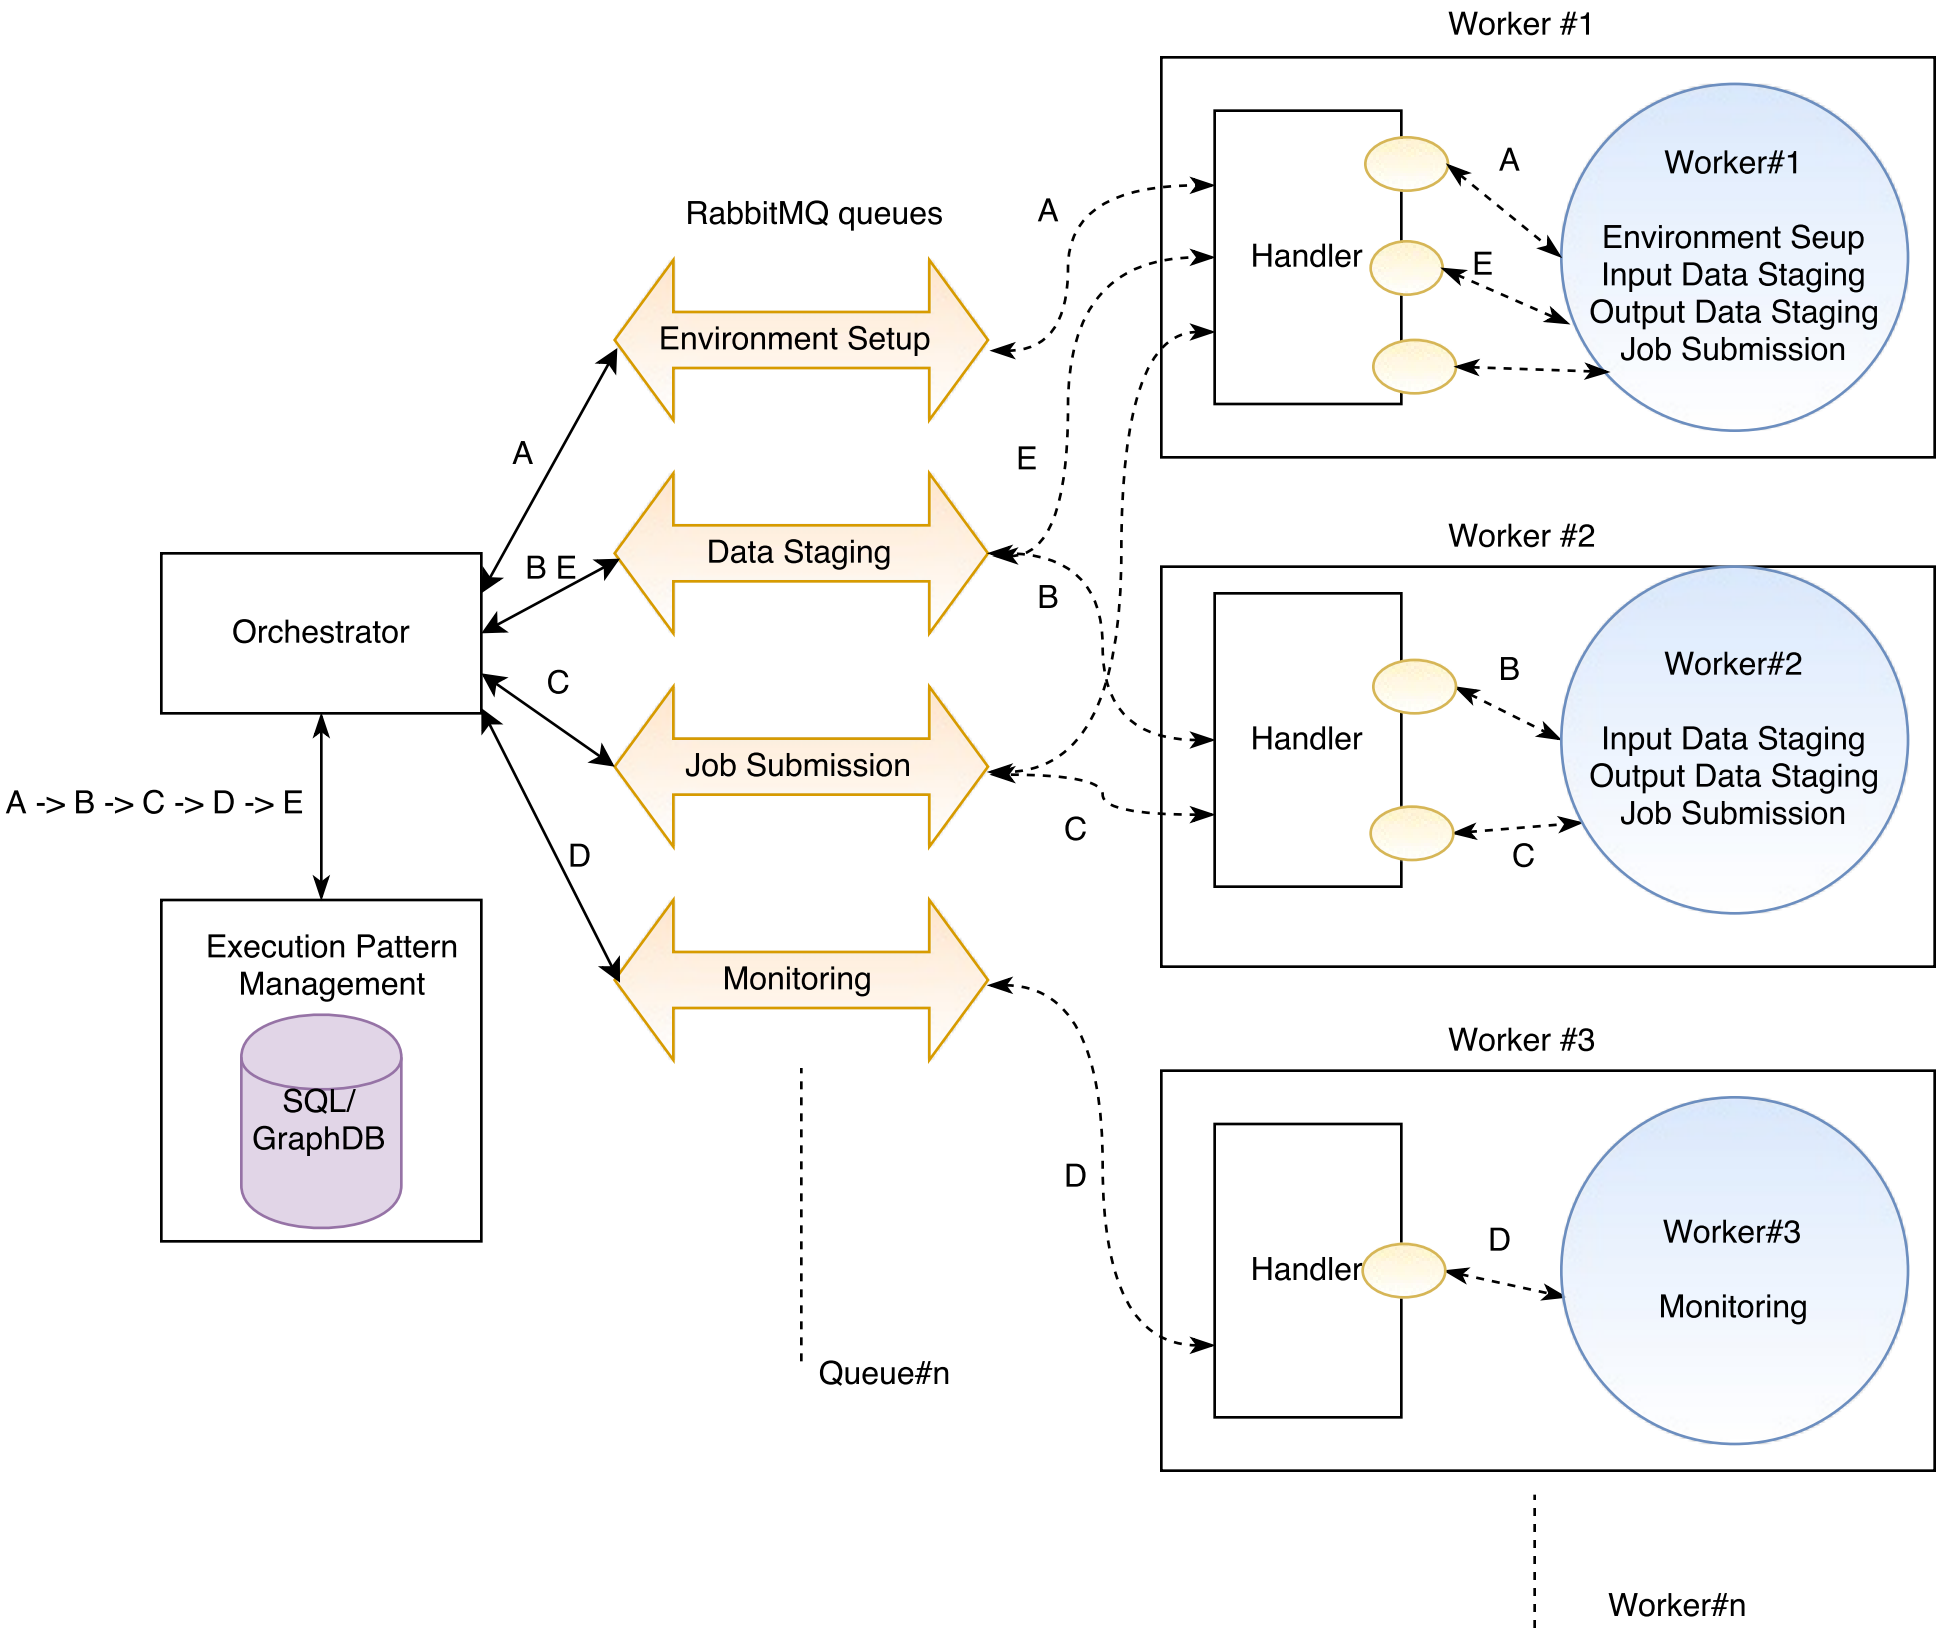 Worker #1
RabbitMQ queues
A
Handler
A
E
Worker#1
Environment Seup
Input Data Staging
Output Data Staging
Job Submission
Environment Setup
A
E
Worker #2
Data Staging
B E
B
Orchestrator
Handler
B
C
Worker#2
Input Data Staging
Output Data Staging
Job Submission
C
Job Submission
C
A -> B -> C -> D -> E
D
Execution Pattern
Management
SQL/
GraphDB
Monitoring
Worker #3
D
Handler
D
Worker#3
Monitoring
Queue#n
Worker#n